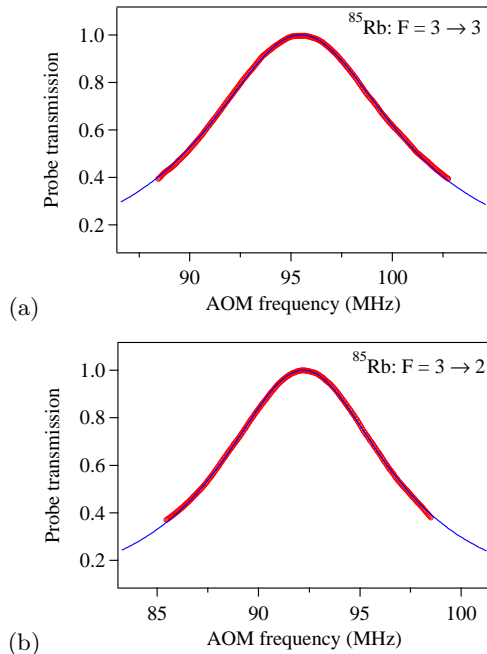 ⁸⁵Rb: F = 3 → 3
1.0
0.8
0.6
0.4
0.2
Probe transmission
90 95 100
AOM frequency (MHz)
(a)
⁸⁵Rb: F = 3 → 2
1.0
0.8
0.6
0.4
0.2
Probe transmission
85 90 95 100
AOM frequency (MHz)
(b)